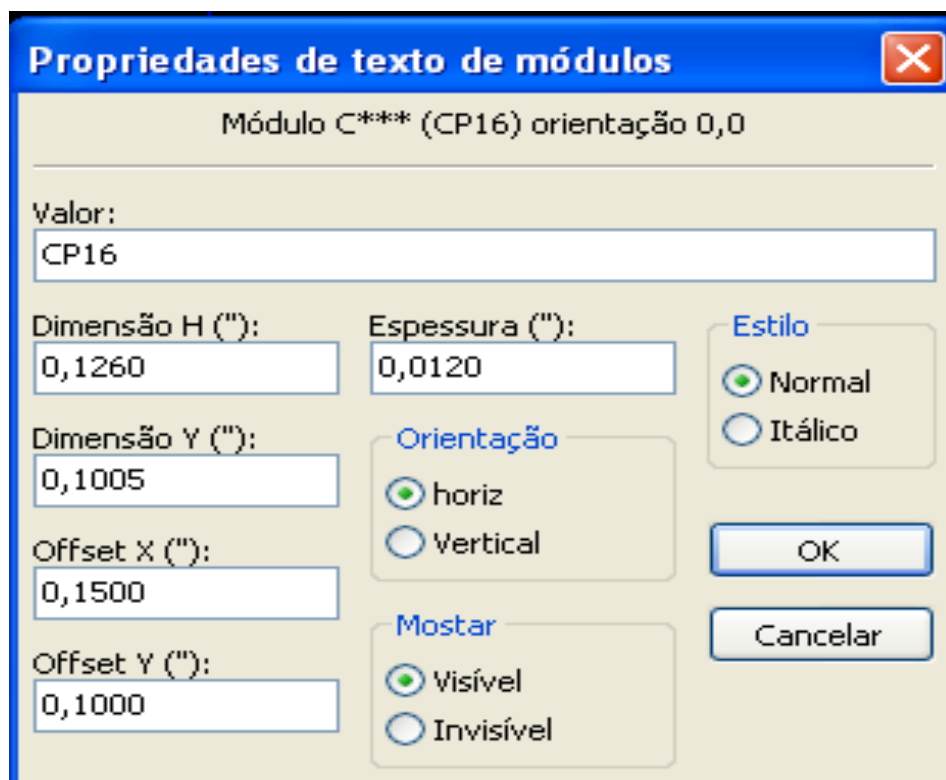 Propriedades de texto de módulos
Módulo C*** (CP16) orientação 0,0
Valor:
CP16
Dimensão H ("):
0,1260
Espessura ("):
0,0120
Estilo
Normal
Itálico
Dimensão Y ("):
0,1005
Orientação
horiz
Vertical
Offset X ("):
0,1500
OK
Mostar
Visível
Invisível
Cancelar
Offset Y ("):
0,1000